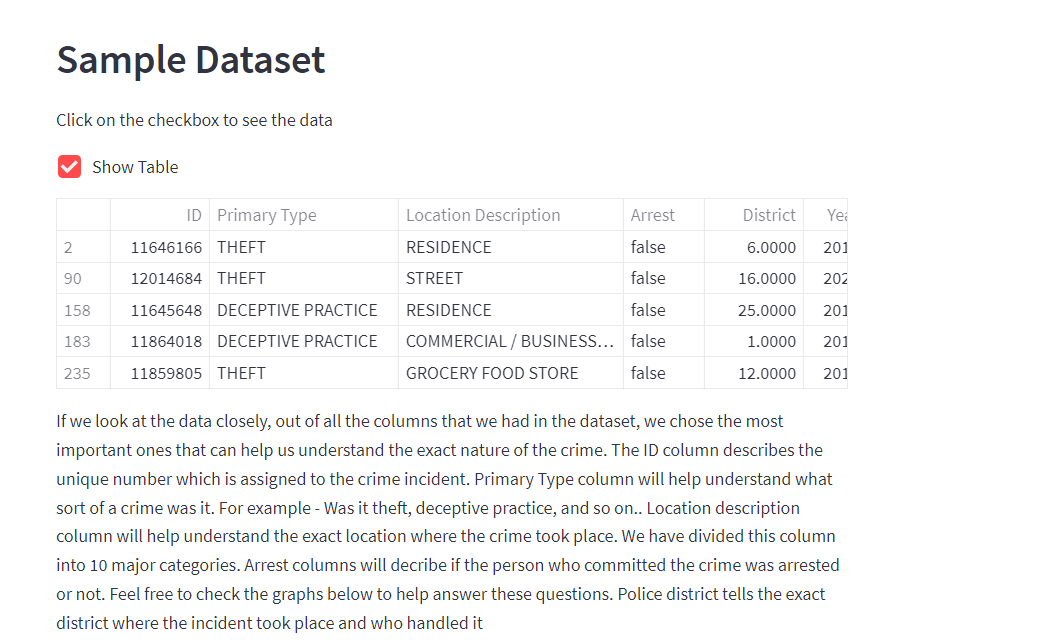 Sample Dataset
Click on the checkbox to see the data
Show Table
ID Primary Type Location Description Arrest District Yea
2 11646166 THEFT RESIDENCE false 6.0000 201
90 12014684 THEFT STREET false 16.0000 202
158 11645648 DECEPTIVE PRACTICE RESIDENCE false 25.0000 201
183 11864018 DECEPTIVE PRACTICE COMMERCIAL / BUSINESS… false 1.0000 201
235 11859805 THEFT GROCERY FOOD STORE false 12.0000 201
If we look at the data closely, out of all the columns that we had in the dataset, we chose the most
important ones that can help us understand the exact nature of the crime. The ID column describes the
unique number which is assigned to the crime incident. Primary Type column will help understand what
sort of a crime was it. For example - Was it theft, deceptive practice, and so on.. Location description
column will help understand the exact location where the crime took place. We have divided this column
into 10 major categories. Arrest columns will decribe if the person who committed the crime was arrested
or not. Feel free to check the graphs below to help answer these questions. Police district tells the exact
district where the incident took place and who handled it